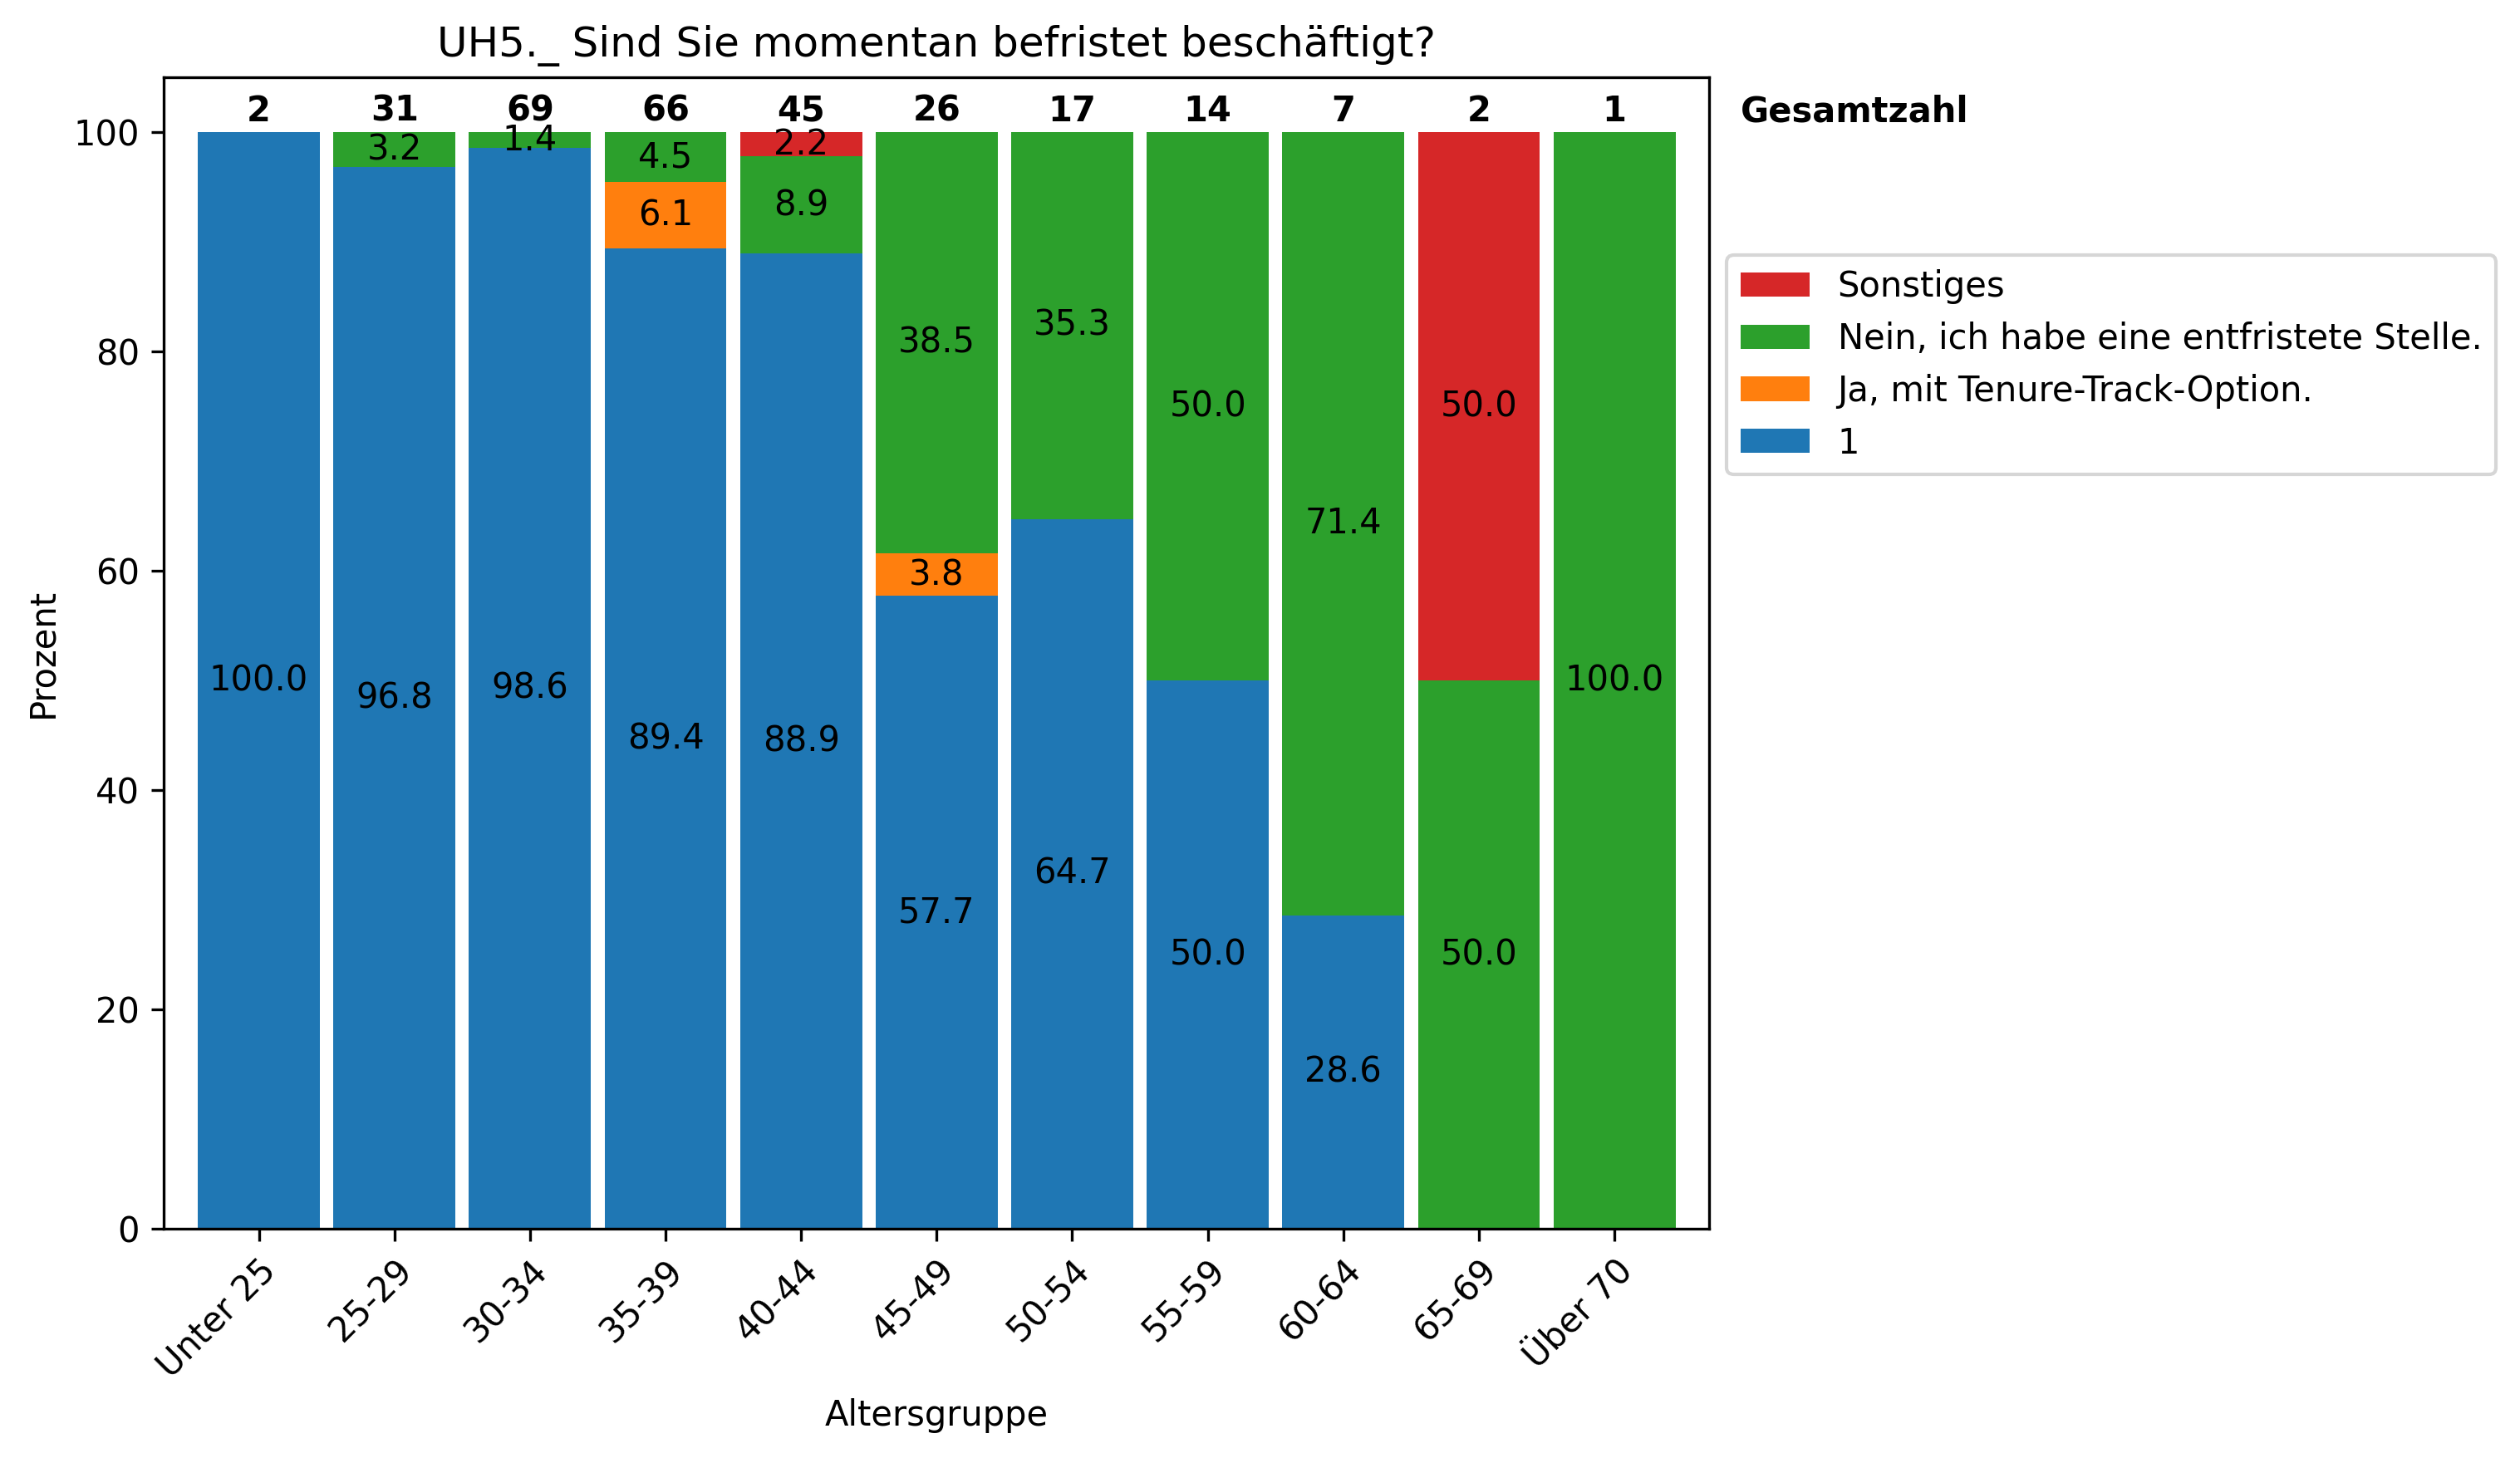 UH5._ Sind Sie momentan befristet beschäftigt?
2 31 69 66 45 26 17 14 7 2 1 Gesamtzahl
100 3.2 1.4 4.5 2.2
6.1 8.9
Sonstiges
Nein, ich habe eine entfristete Stelle.
Ja, mit Tenure-Track-Option.
1
80 38.5 35.3
50.0 50.0
71.4
60 3.8
Prozent
100.0 96.8 98.6 89.4 88.9 100.0
57.7 64.7
40
50.0 50.0
28.6
20
0
Unter 25 25-29 30-34 35-39 40-44 45-49 50-54 55-59 60-64 65-69 Über 70
Altersgruppe